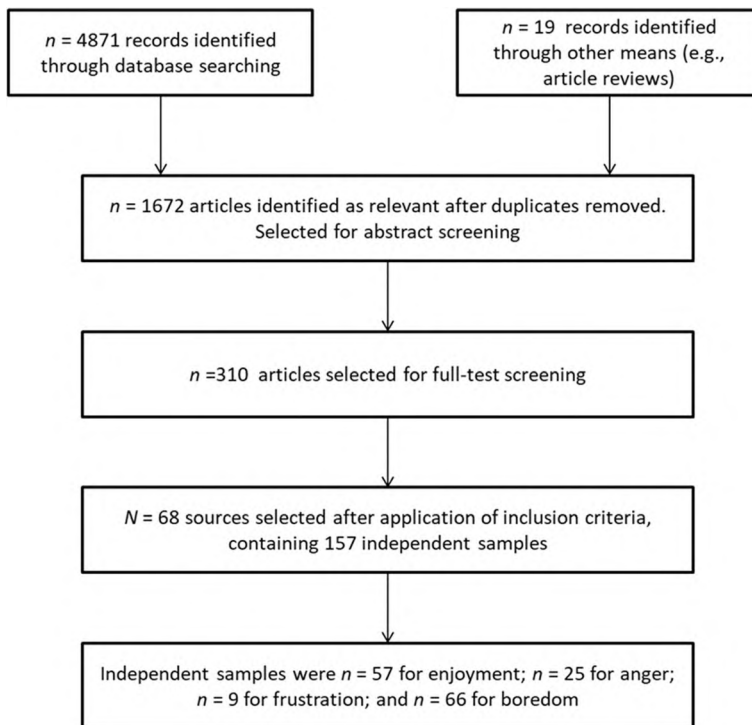 n = 4871 records identified
through database searching
n = 19 records identified
through other means (e.g.,
article reviews)
n = 1672 articles identified as relevant after duplicates removed.
Selected for abstract screening
n =310 articles selected for full-test screening
N = 68 sources selected after application of inclusion criteria,
containing 157 independent samples
Independent samples were n = 57 for enjoyment; n = 25 for anger;
n = 9 for frustration; and n = 66 for boredom